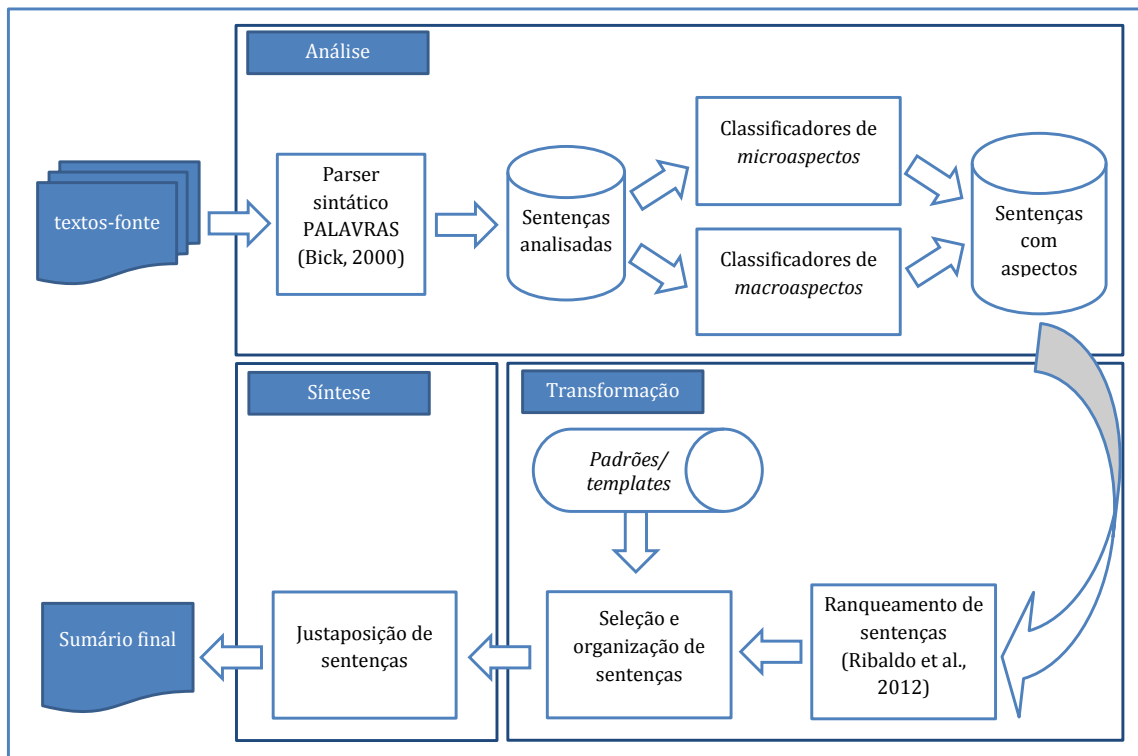 Análise
textos-fonte
Parser
sintático
PALAVRAS
(Bick, 2000)
Sentenças
analisadas
Classificadores de
microaspectos
Classificadores de
macroaspectos
Sentenças
com
aspectos
Transformação
Ranqueamento de
sentenças
(Ribaldo et al.,
2012)
Padrões/
templates
Seleção e
organização de
sentenças
Síntese
Justaposição de
sentenças
Sumário final